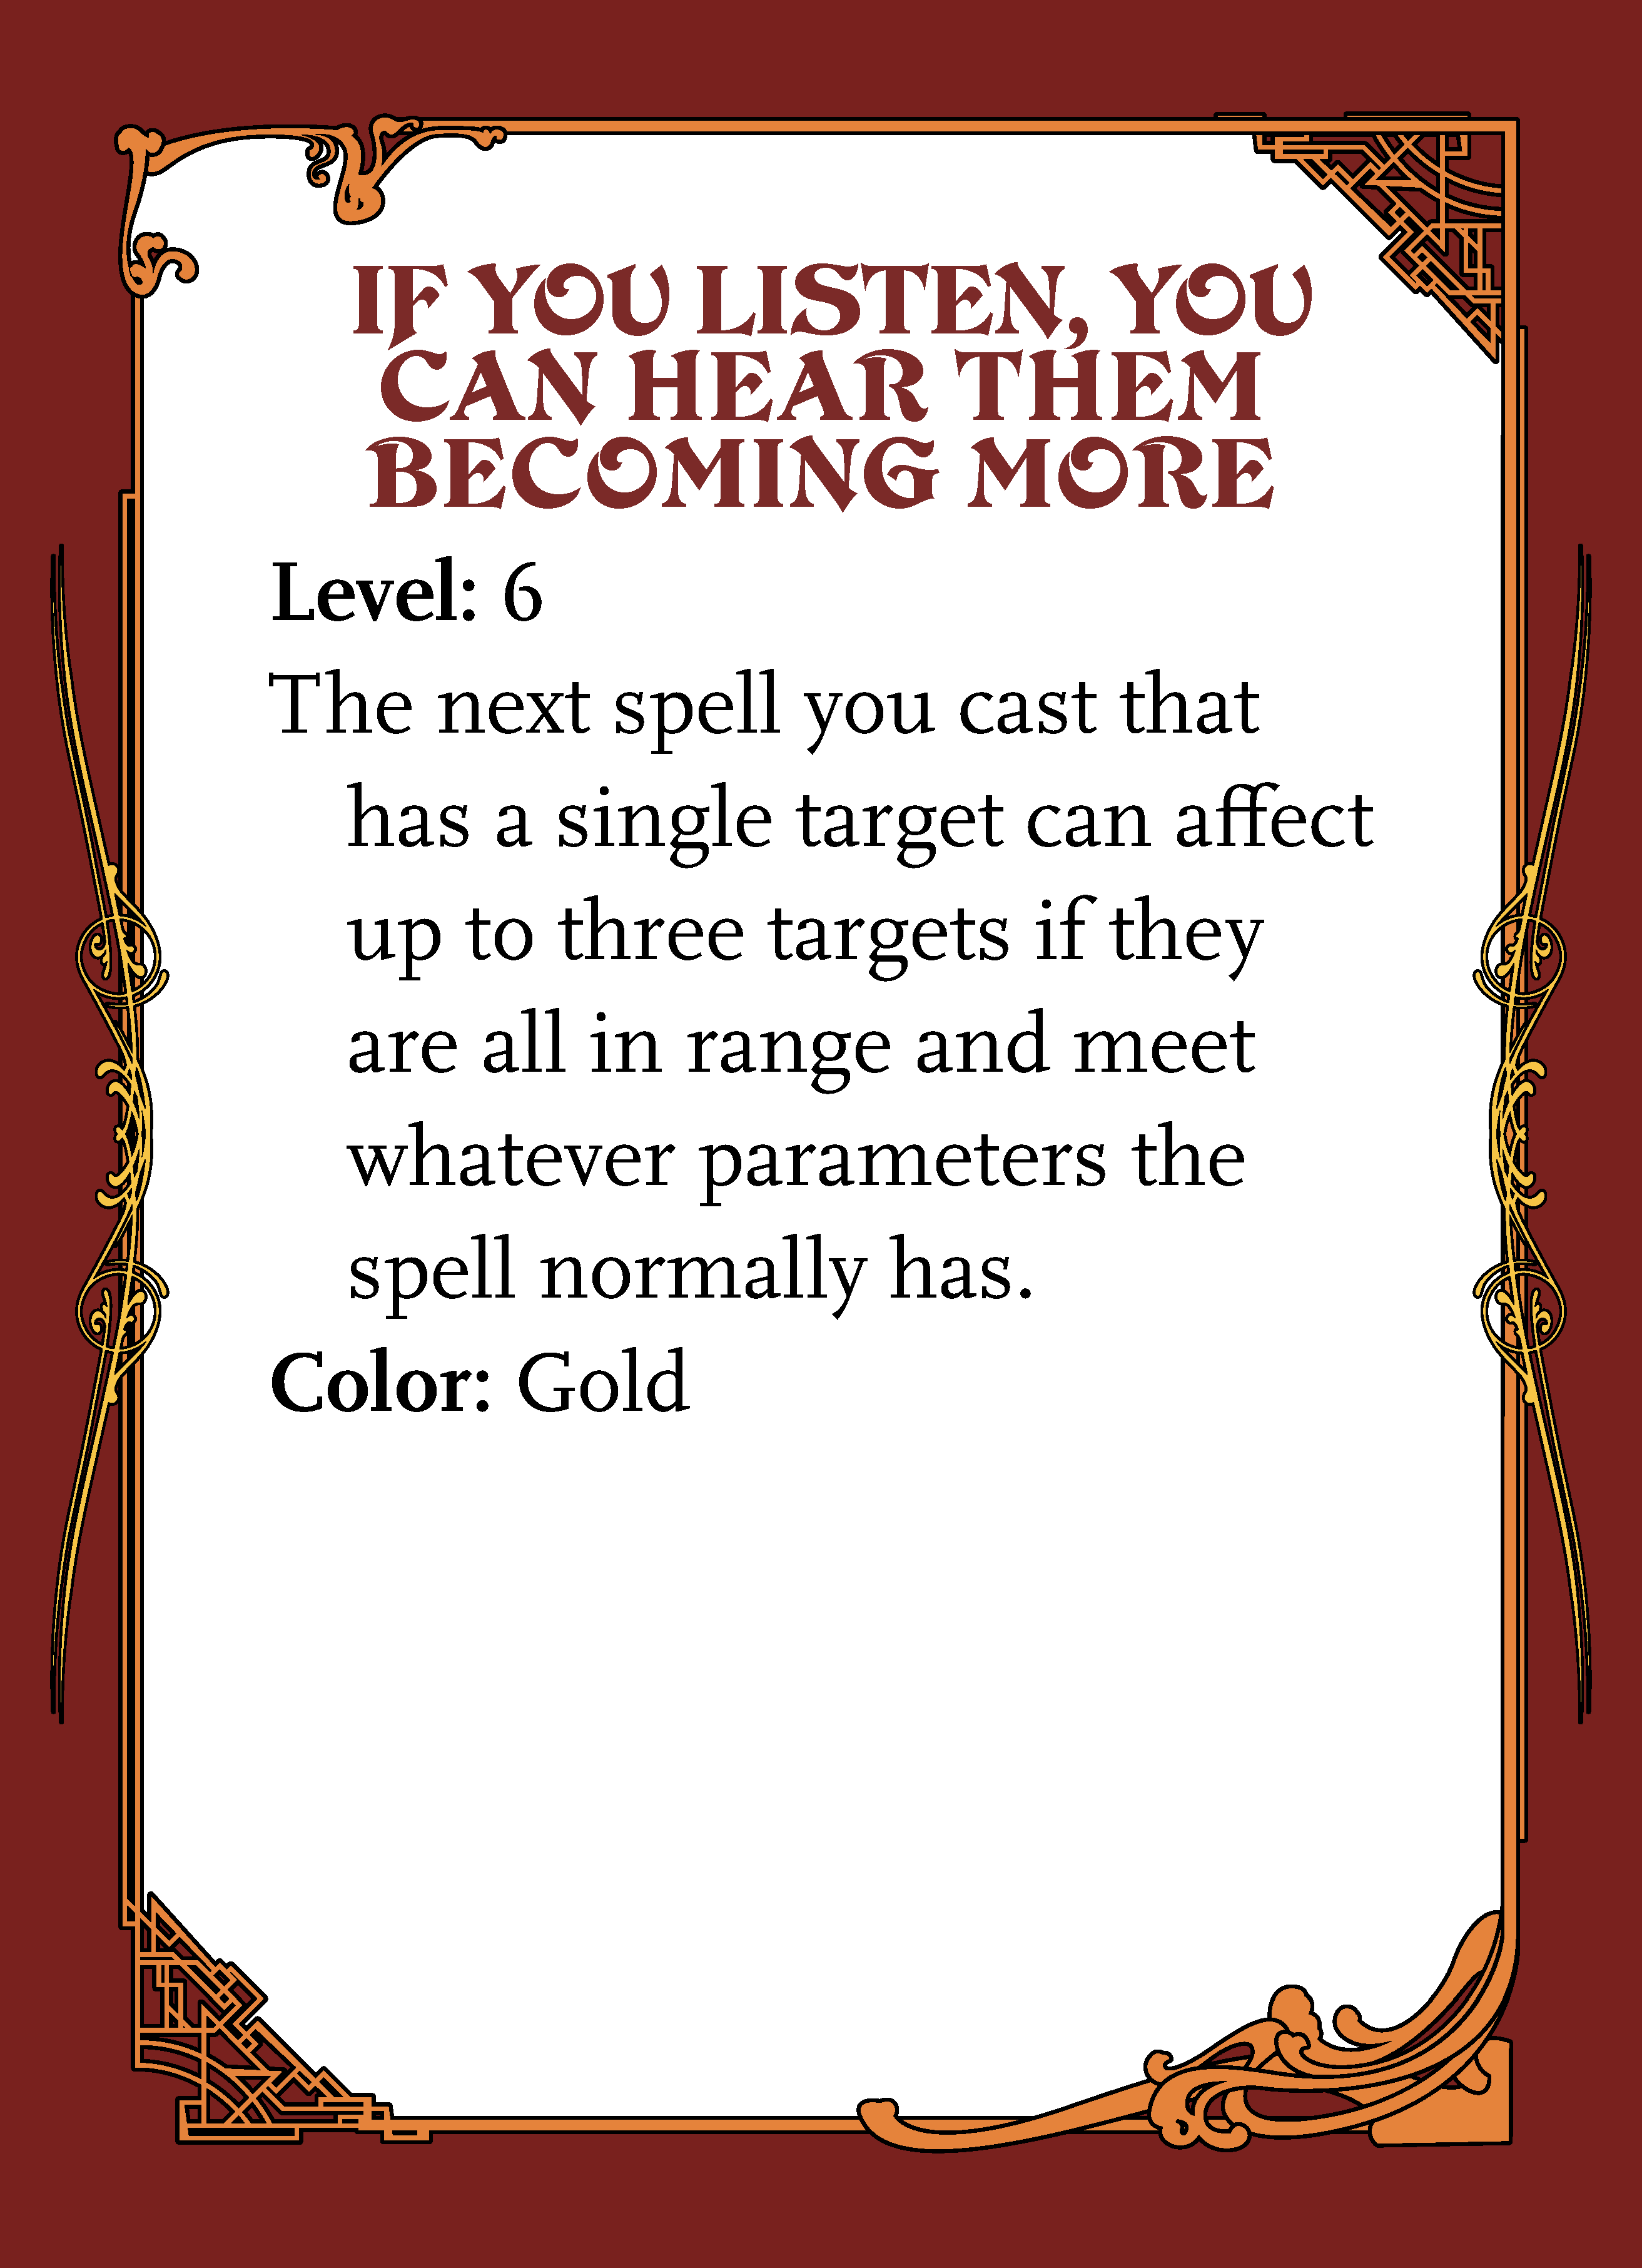 IF YOU LISTEN, YOU
CAN HEAR THEM
BECOMING MORE
Level: 6
The next spell you cast that
has a single target can affect
up to three targets if they
are all in range and meet
whatever parameters the
spell normally has.
Color: Gold